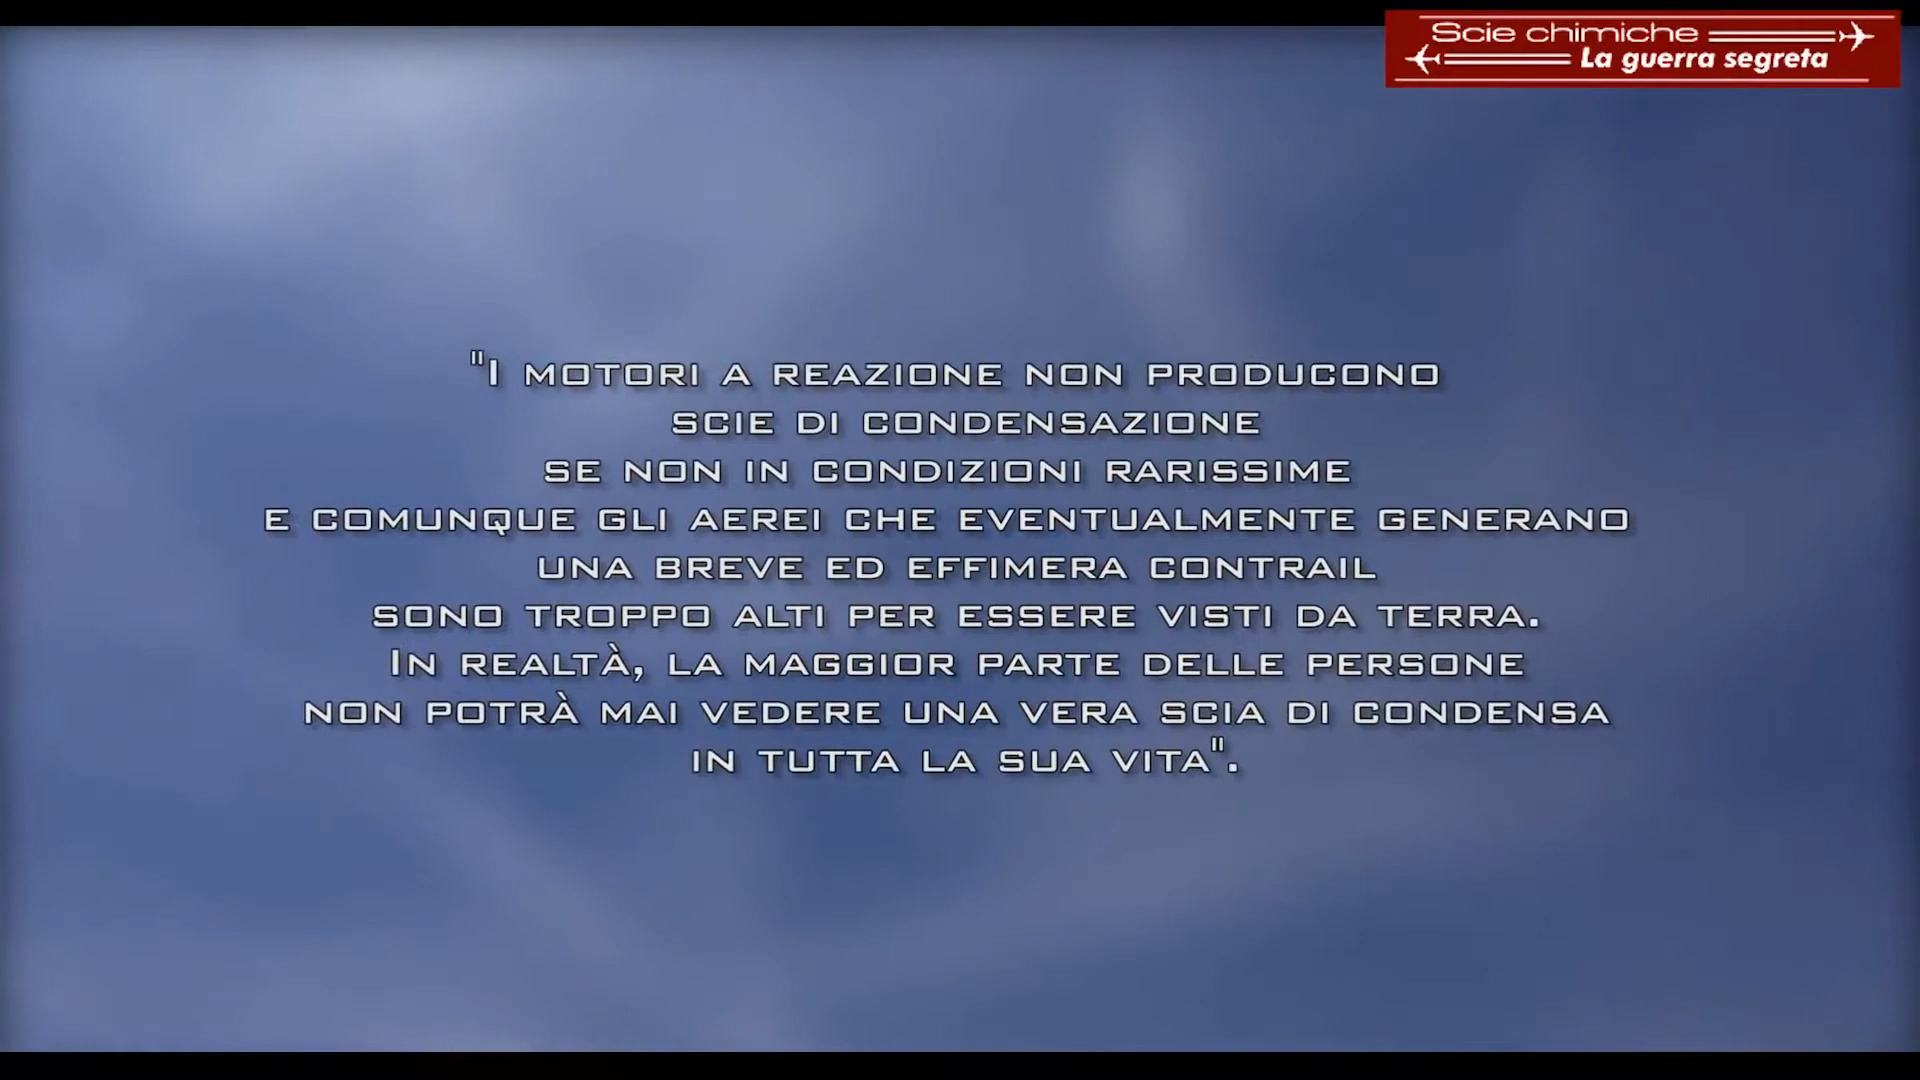 Scie chimiche
La guerra segreta
"I MOTORI A REAZIONE NON PRODUCONO
SCIE DI CONDENSAZIONE
SE NON IN CONDIZIONI RARISSIME
E COMUNQUE GLI AEREI CHE EVENTUALMENTE GENERANO
UNA BREVE ED EFFIMERA CONTRAIL
SONO TROPPO ALTI PER ESSERE VISTI DA TERRA.
IN REALTÀ, LA MAGGIOR PARTE DELLE PERSONE
NON POTRÀ MAI VEDERE UNA VERA SCIA DI CONDENSA
IN TUTTA LA SUA VITA".